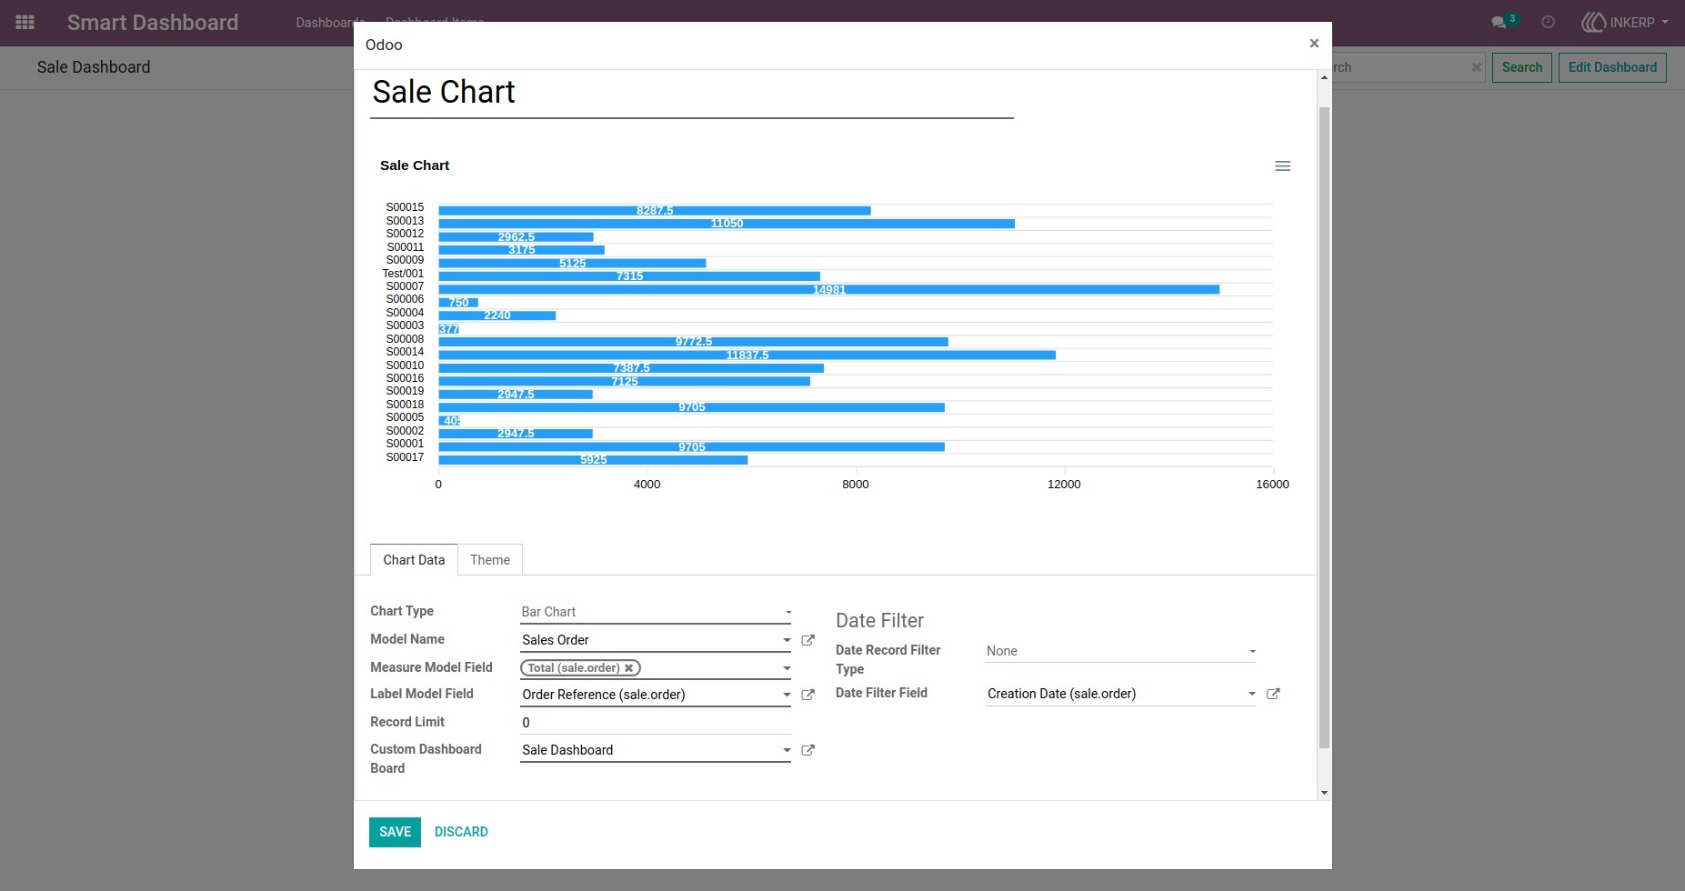 Smart Dashboard
Dashboards Dashboard Items
3
INKERP
Sale Dashboard
Search
Edit Dashboard
Odoo
×
Sale Chart
Sale Chart
S00015 8287.5
S00013 11050
S00012 2962.5
S00011 3175
S00009 5125
Test/001 7315
S00007 14981
S00006 750
S00004 2240
S00003 377
S00008 9772.5
S00014 11837.5
S00010 7387.5
S00016 7125
S00019 2947.5
S00018 9705
S00005
S00002 2947.5
S00001 9705
S00017 5925
0 4000 8000 12000 16000
Chart Data Theme
Chart Type Bar Chart
Model Name Sales Order
Measure Model Field Total (sale.order) ×
Label Model Field Order Reference (sale.order)
Record Limit 0
Custom Dashboard
Board
Sale Dashboard
Date Filter
Date Record Filter
Type
None
Date Filter Field Creation Date (sale.order)
SAVE DISCARD